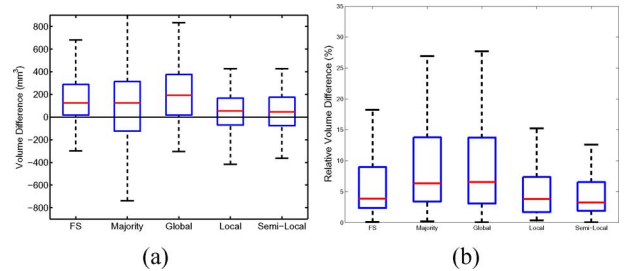 800
600
400
200
0
−200
−400
−600
−800
Volume Difference (mm³)
FS Majority Global Local Semi−Local
(a)
35
30
25
20
15
10
5
0
Relative Volume Difference (%)
FS Majority Global Local Semi−Local
(b)